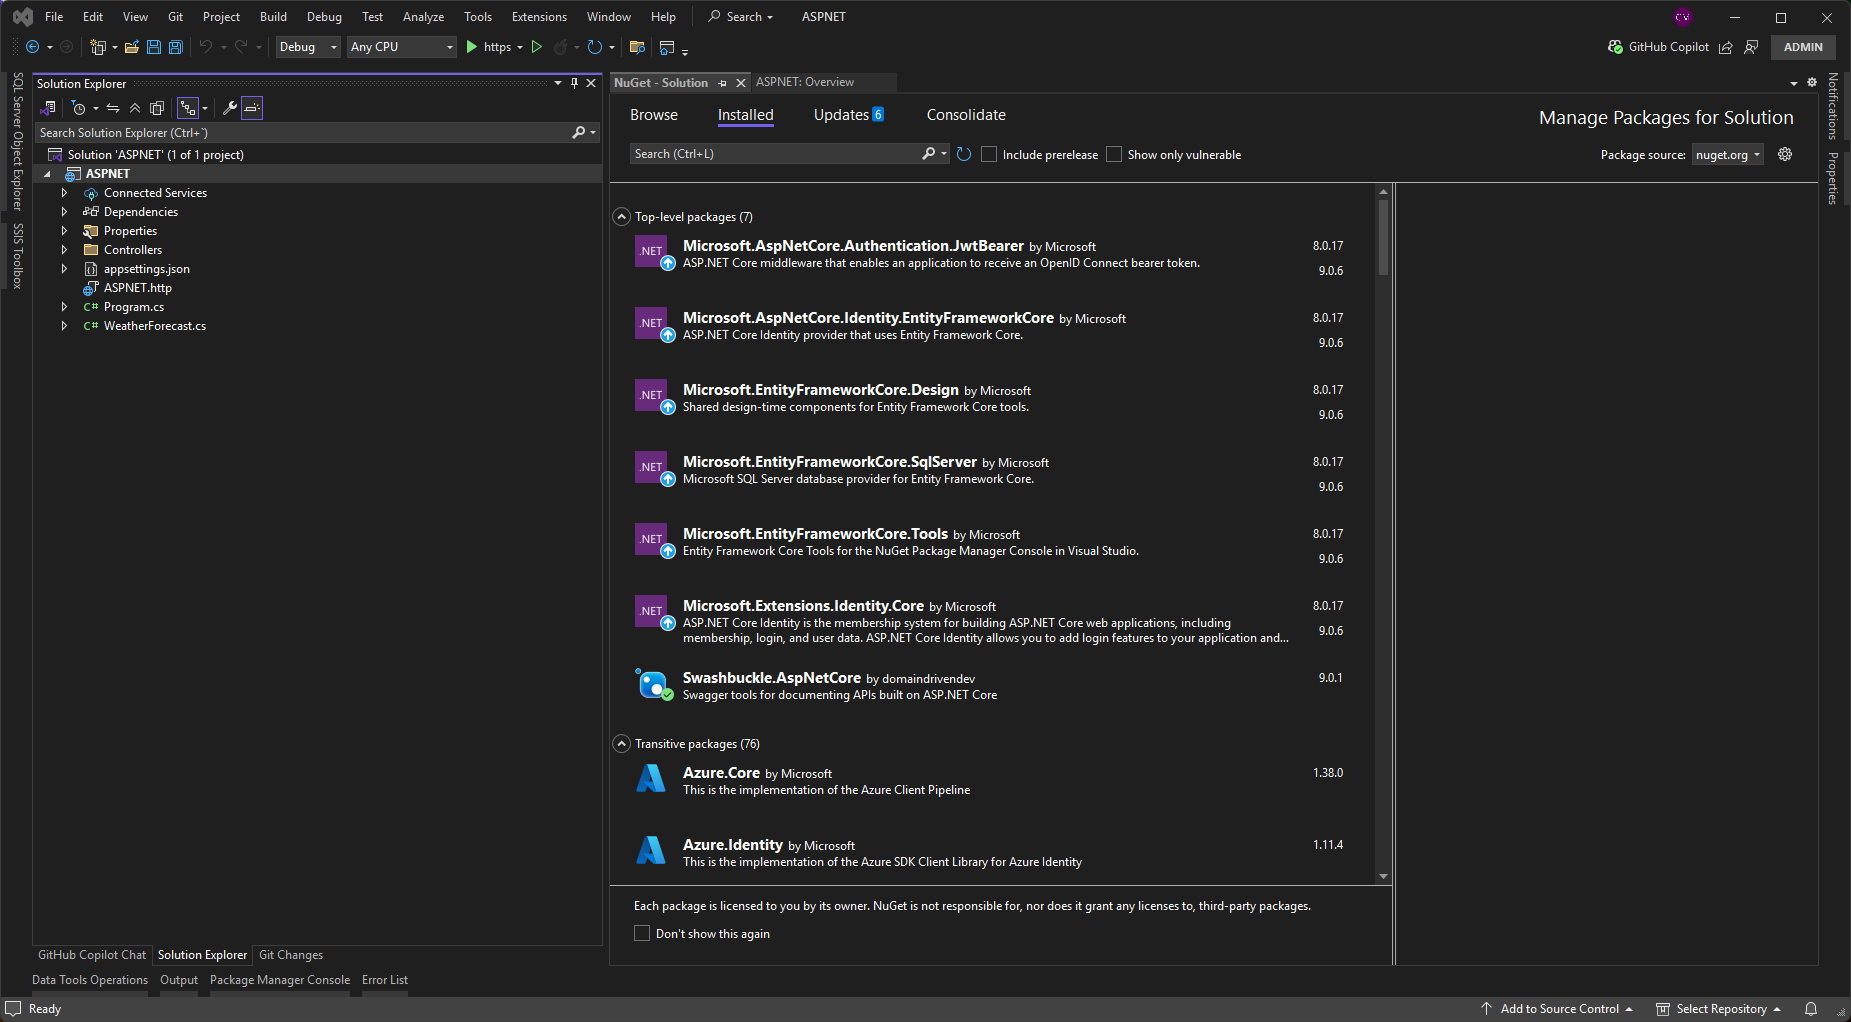 File Edit View Git Project Build Debug Test Analyze Tools Extensions Window Help Search ASPNET CV
Debug Any CPU https GitHub Copilot ADMIN
SQL Server Object Explorer
SSIS Toolbox
Solution Explorer
Search Solution Explorer (Ctrl+`)
Solution 'ASPNET' (1 of 1 project)
ASPNET
Connected Services
Dependencies
Properties
Controllers
appsettings.json
ASPNET.http
C# Program.cs
C# WeatherForecast.cs
NuGet - Solution ASPNET: Overview
Browse Installed Updates 6 Consolidate
Manage Packages for Solution
Search (Ctrl+L) Include prerelease Show only vulnerable
Package source: nuget.org
Top-level packages (7)
.NET Microsoft.AspNetCore.Authentication.JwtBearer by Microsoft 8.0.17
ASP.NET Core middleware that enables an application to receive an OpenID Connect bearer token. 9.0.6
.NET Microsoft.AspNetCore.Identity.EntityFrameworkCore by Microsoft 8.0.17
ASP.NET Core Identity provider that uses Entity Framework Core. 9.0.6
.NET Microsoft.EntityFrameworkCore.Design by Microsoft 8.0.17
Shared design-time components for Entity Framework Core tools. 9.0.6
.NET Microsoft.EntityFrameworkCore.SqlServer by Microsoft 8.0.17
Microsoft SQL Server database provider for Entity Framework Core. 9.0.6
.NET Microsoft.EntityFrameworkCore.Tools by Microsoft 8.0.17
Entity Framework Core Tools for the NuGet Package Manager Console in Visual Studio. 9.0.6
.NET Microsoft.Extensions.Identity.Core by Microsoft 8.0.17
ASP.NET Core Identity is the membership system for building ASP.NET Core web applications, including
membership, login, and user data. ASP.NET Core Identity allows you to add login features to your application and... 9.0.6
Swashbuckle.AspNetCore by domaindrivendev 9.0.1
Swagger tools for documenting APIs built on ASP.NET Core
Transitive packages (76)
Azure.Core by Microsoft 1.38.0
This is the implementation of the Azure Client Pipeline
Azure.Identity by Microsoft 1.11.4
This is the implementation of the Azure SDK Client Library for Azure Identity
Each package is licensed to you by its owner. NuGet is not responsible for, nor does it grant any licenses to, third-party packages.
Don't show this again
Notifications
Properties
GitHub Copilot Chat Solution Explorer Git Changes
Data Tools Operations Output Package Manager Console Error List
Ready Add to Source Control Select Repository